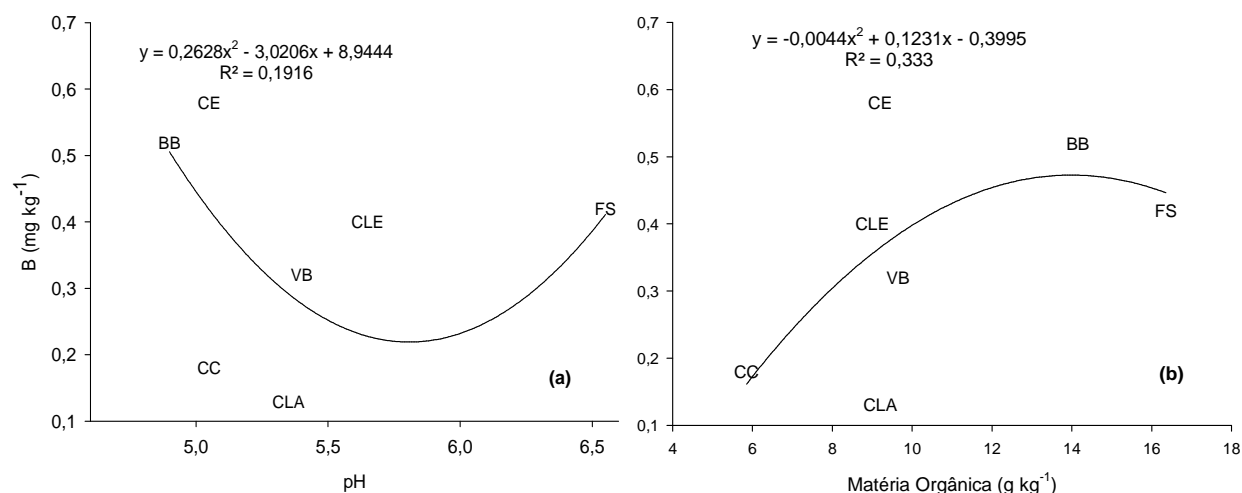 0,7
y = 0,2628x² - 3,0206x + 8,9444
R² = 0,1916
0,6
CE
BB
0,5
B (mg kg⁻¹)
CLE
FS
0,4
VB
0,3
0,2
CC
(a)
CLA
0,1
5,0 5,5 6,0 6,5
pH
0,7
y = -0,0044x² + 0,1231x - 0,3995
R² = 0,333
0,6
CE
BB
0,5
CLE
FS
0,4
VB
0,3
0,2
CC
(b)
CLA
0,1
4 6 8 10 12 14 16 18
Matéria Orgânica (g kg⁻¹)